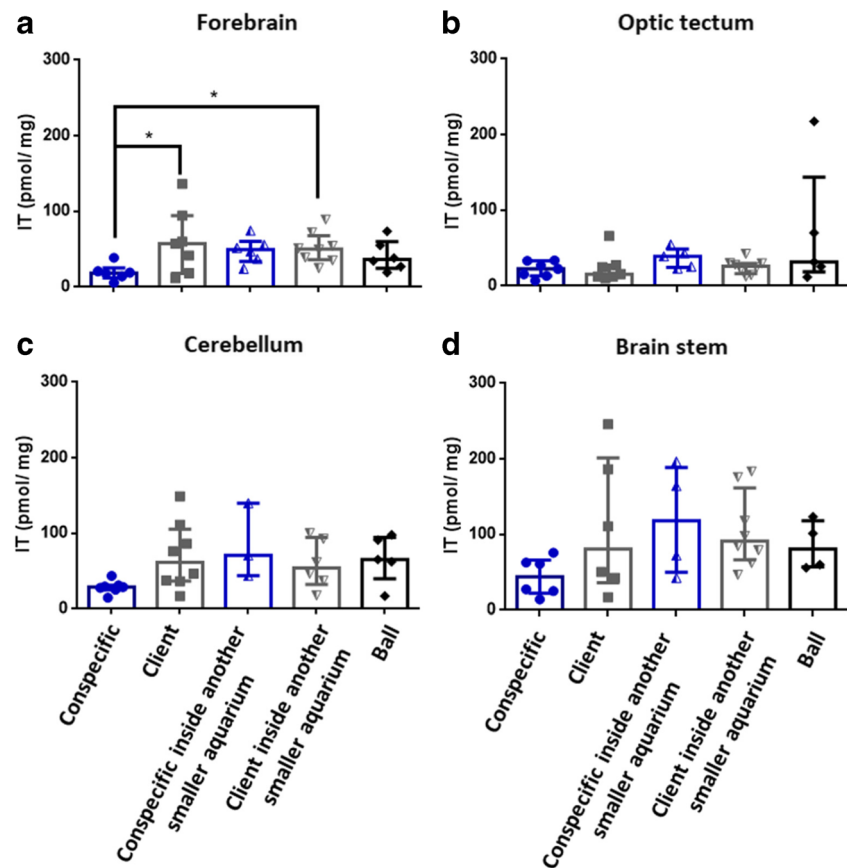 a
Forebrain
IT (pmol/ mg)
300
200
100
0
*
*
b
Optic tectum
IT (pmol/ mg)
300
200
100
0
c
Cerebellum
IT (pmol/ mg)
300
200
100
0
Conspecific
Client
Conspecific inside another
smaller aquarium
Client inside another
smaller aquarium
Ball
d
Brain stem
IT (pmol/ mg)
300
200
100
0
Conspecific
Client
Conspecific inside another
smaller aquarium
Client inside another
smaller aquarium
Ball